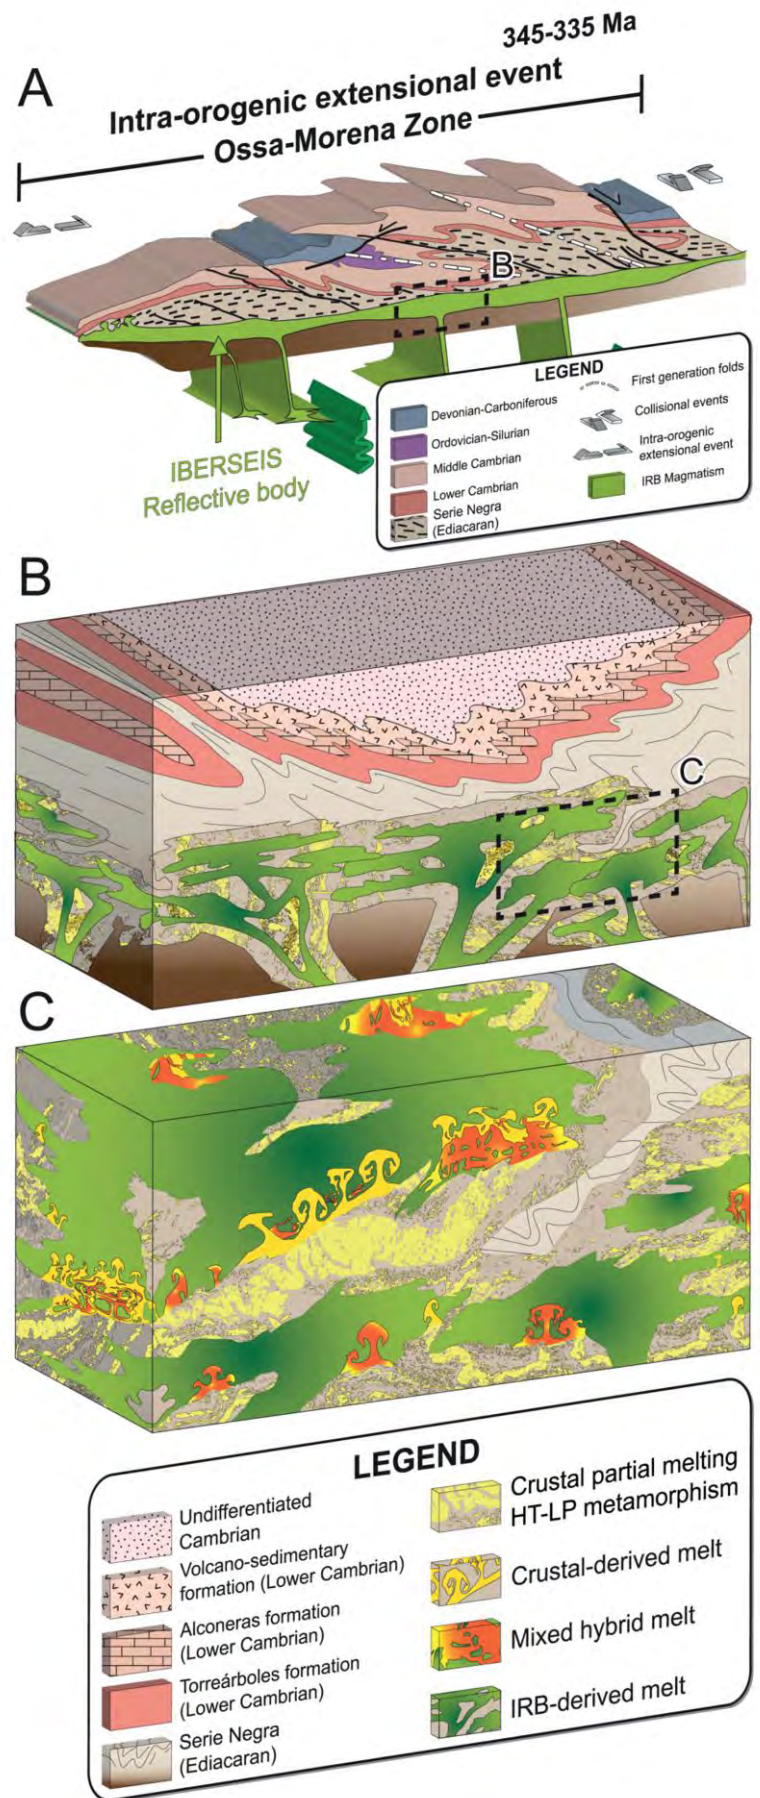 345-335 Ma
A
Intra-orogenic extensional event
Ossa-Morena Zone
B
IBERSEIS
Reflective body
LEGEND
Devonian-Carboniferous
Ordovician-Silurian
Middle Cambrian
Lower Cambrian
Serie Negra
(Ediacaran)
First generation folds
Collisional events
Intra-orogenic
extensional event
IRB Magmatism
B
C
C
LEGEND
Undifferentiated
Cambrian
Volcano-sedimentary
formation (Lower Cambrian)
Alconeras formation
(Lower Cambrian)
Torreárboles formation
(Lower Cambrian)
Serie Negra
(Ediacaran)
Crustal partial melting
HT-LP metamorphism
Crustal-derived melt
Mixed hybrid melt
IRB-derived melt